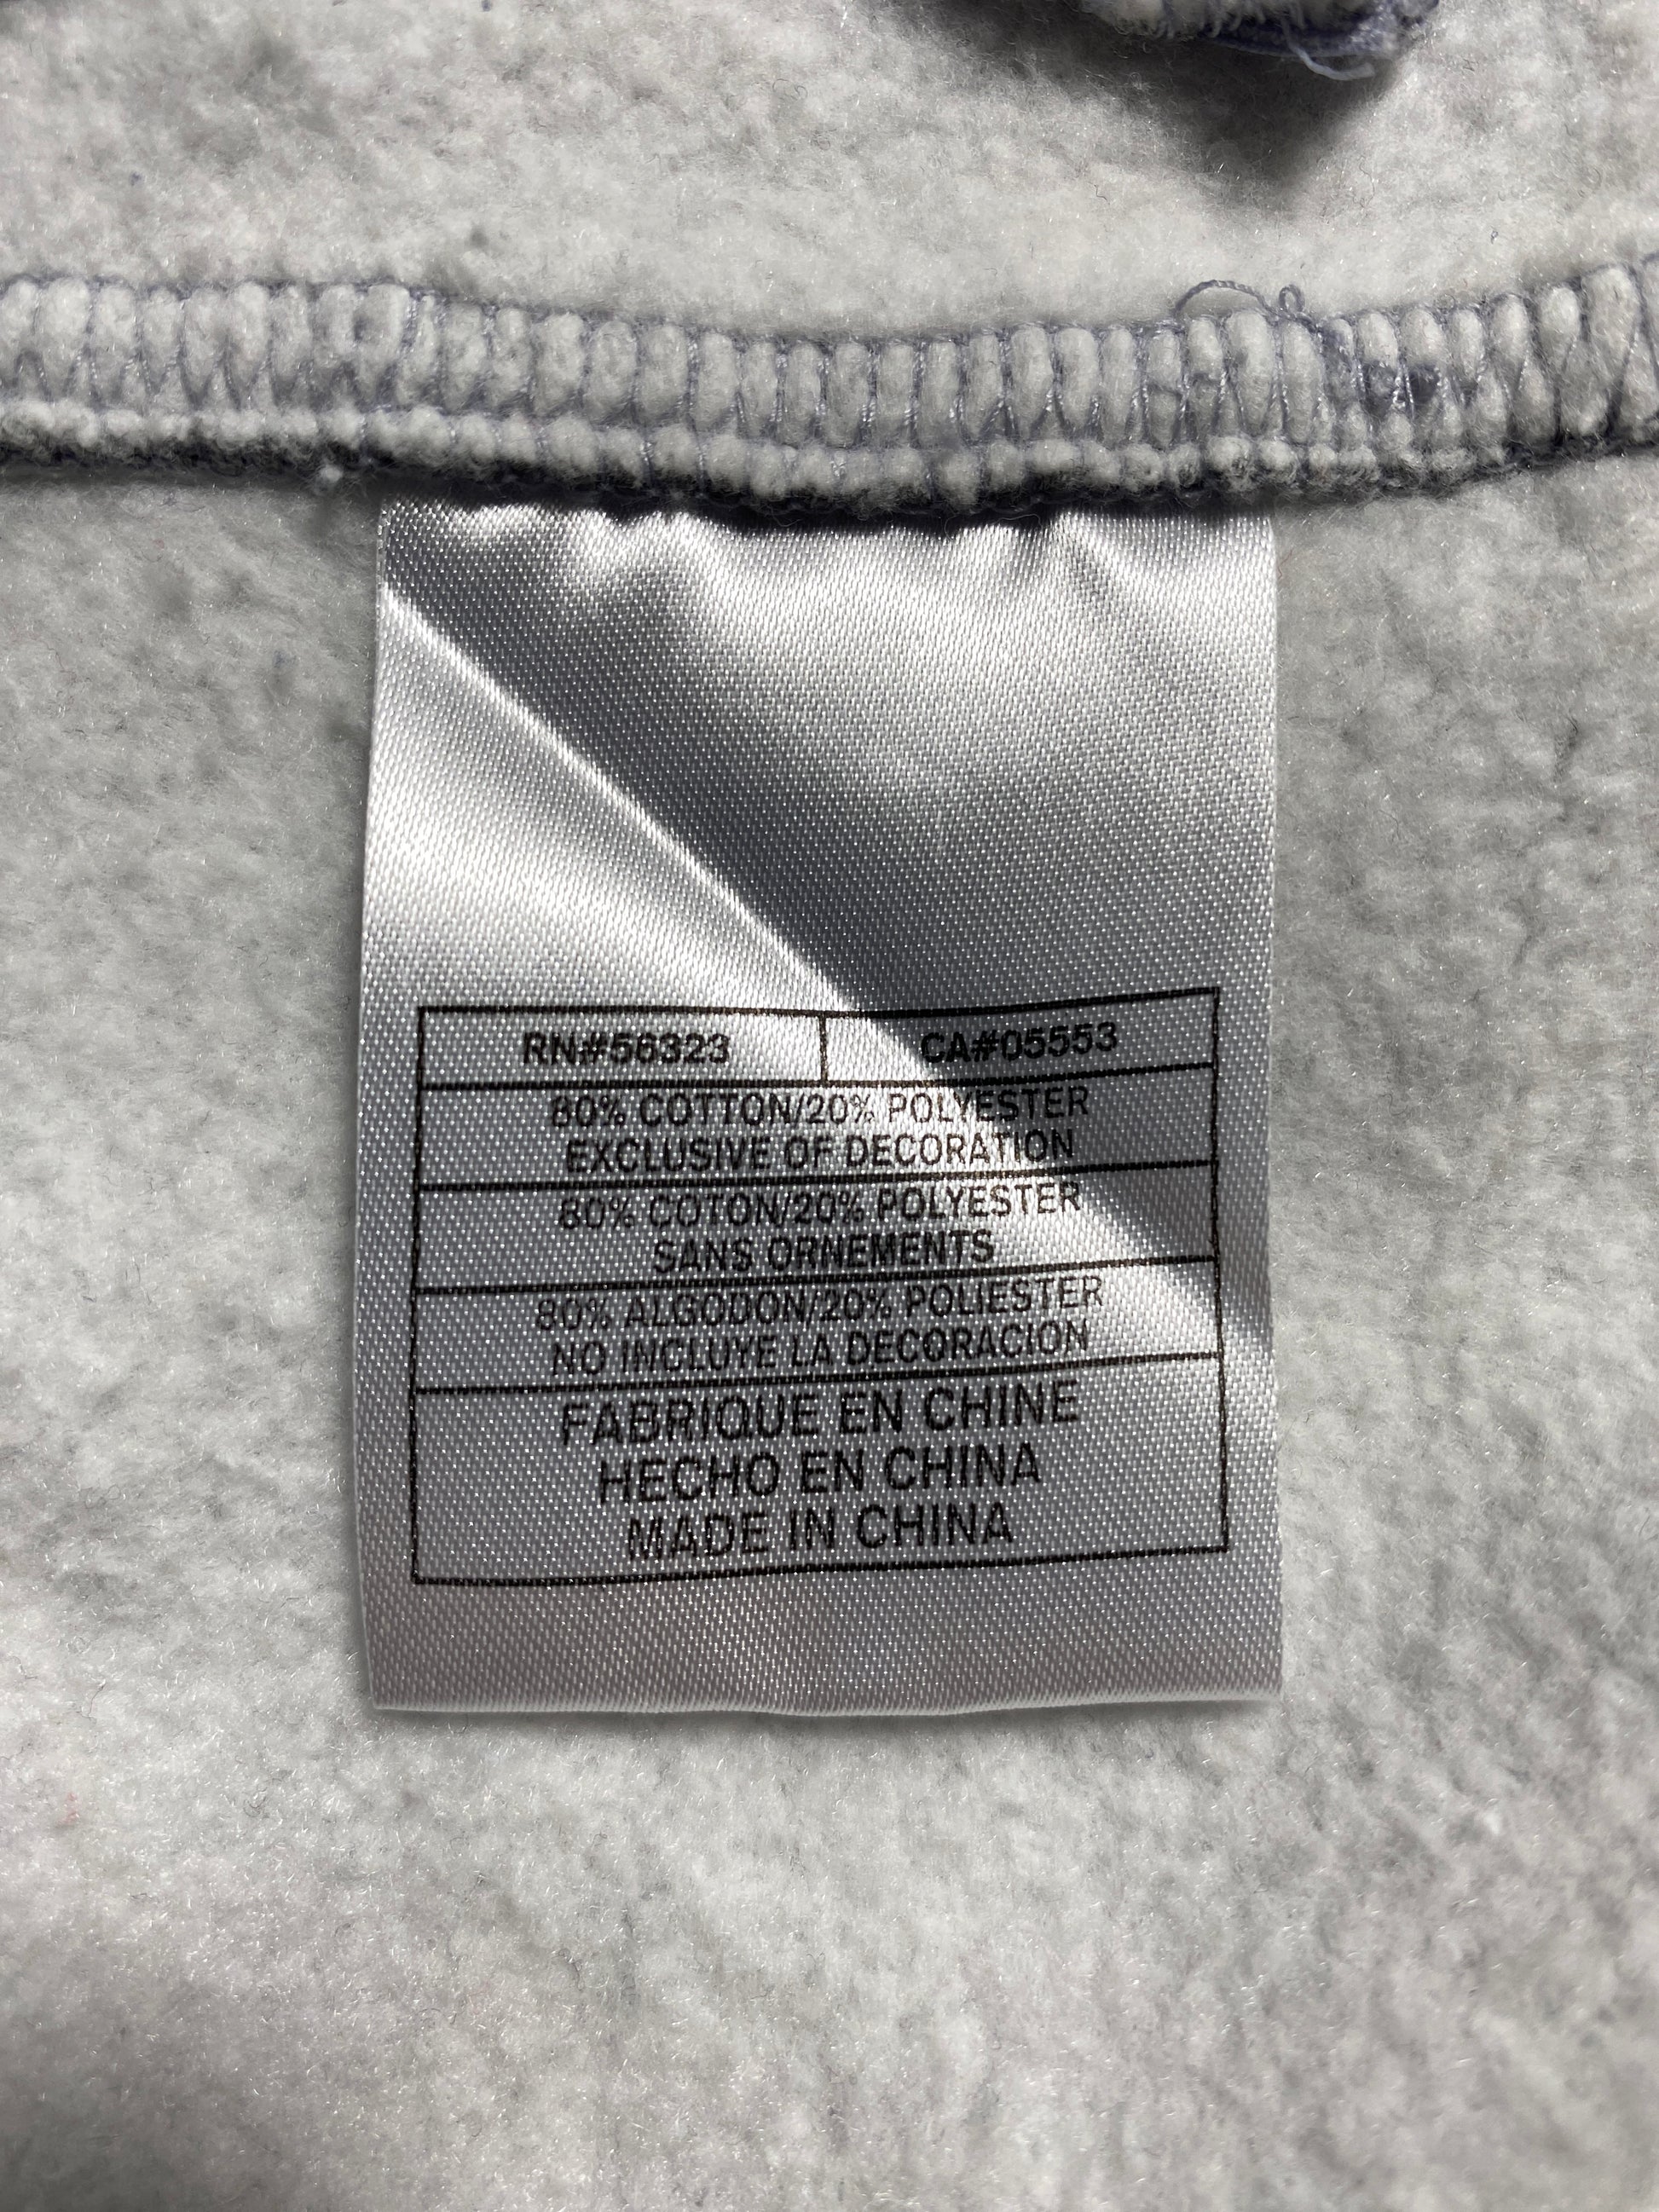 RN#56323 CA#05553
80% COTTON/20% POLYESTER
EXCLUSIVE OF DECORATION
80% COTON/20% POLYESTER
SANS ORNEMENTS
80% ALGODON/20% POLIESTER
NO INCLUYE LA DECORACION
FABRIQUE EN CHINE
HECHO EN CHINA
MADE IN CHINA